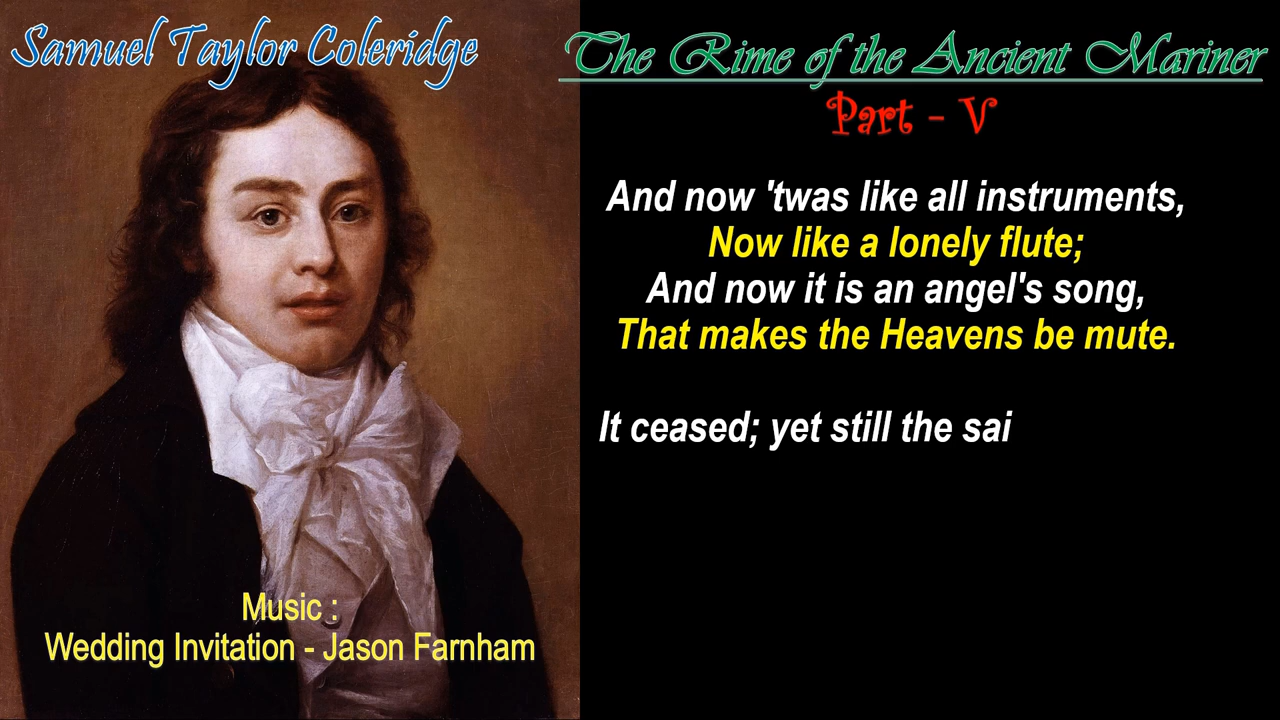 Samuel Taylor Coleridge
The Rime of the Ancient Mariner
Part - V
And now 'twas like all instruments,
Now like a lonely flute;
And now it is an angel's song,
That makes the Heavens be mute.
It ceased; yet still the sai
Music :
Wedding Invitation - Jason Farnham